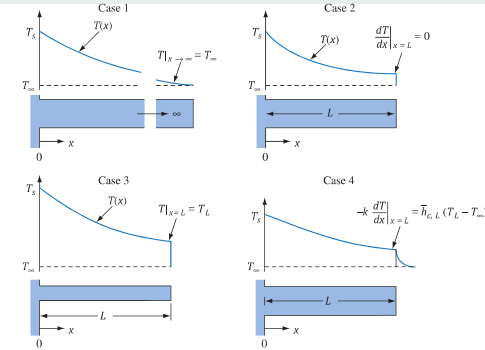 Case 1
T_s
T(x)
T|_{x→∞} = T_∞
T_∞
∞
x
0
Case 2
T_s
T(x)
dT/dx|_{x=L} = 0
T_∞
L
x
0
Case 3
T_s
T(x)
T|_{x=L} = T_L
T_∞
L
x
0
Case 4
T_s
-k dT/dx|_{x=L} = h̅_{c,L} (T_L - T_∞)
T_∞
L
x
0